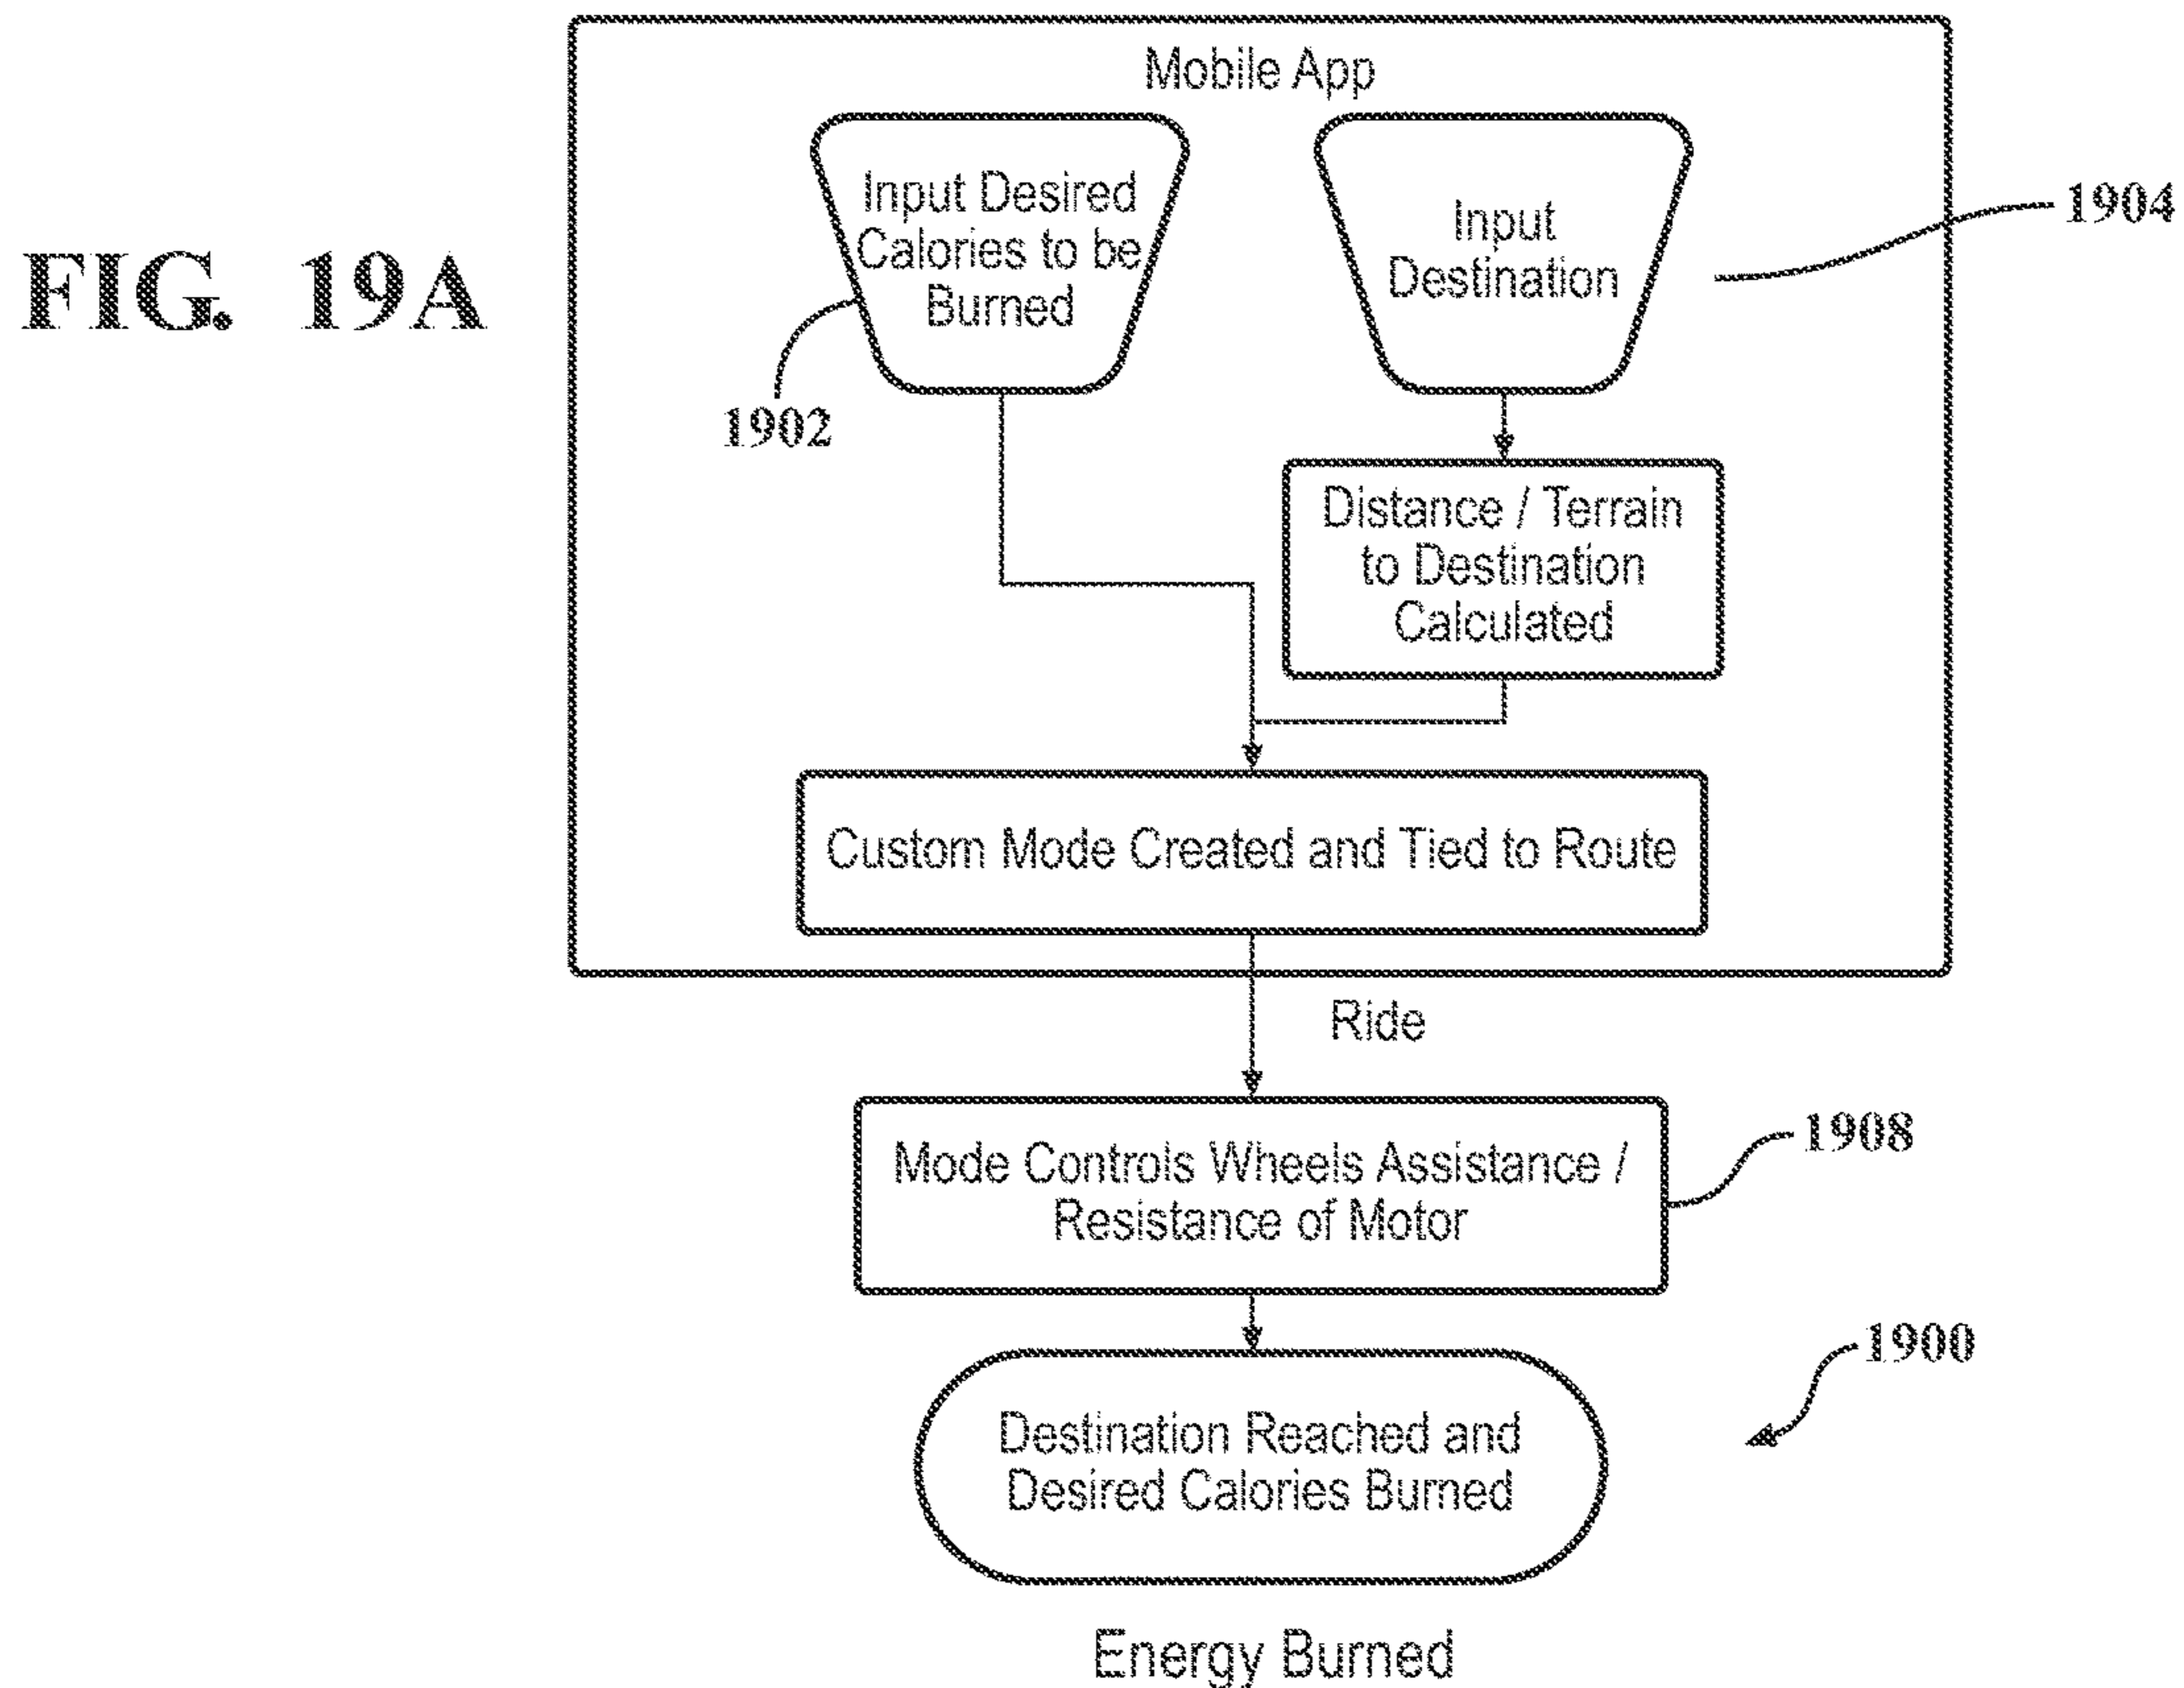 Mobile App
FIG. 19A
Input Desired
Calories to be
Burned
1902
Input
Destination
1904
Distance / Terrain
to Destination
Calculated
Custom Mode Created and Tied to Route
Ride
Mode Controls Wheels Assistance /
Resistance of Motor
1908
1900
Destination Reached and
Desired Calories Burned
Energy Burned